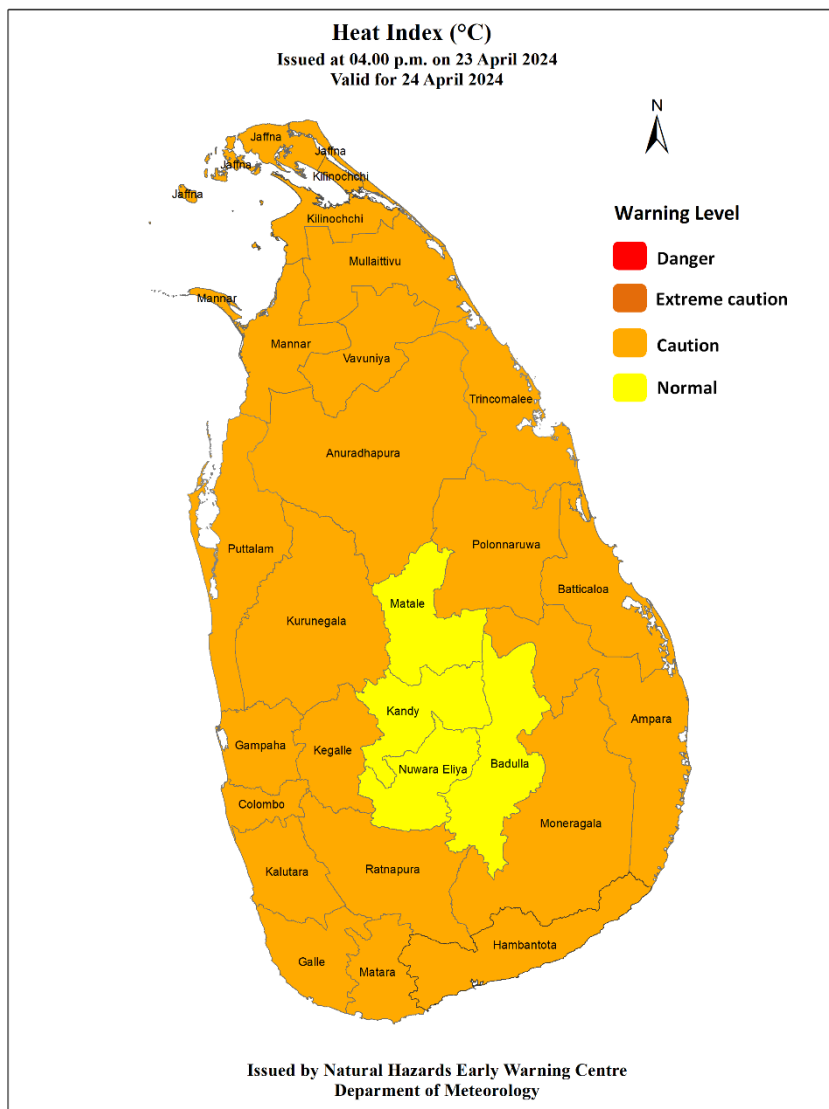 Heat Index (°C)
Issued at 04.00 p.m. on 23 April 2024
Valid for 24 April 2024
N
Jaffna
Jaffna
Jaffna
Kilinochchi
Jaffna
Kilinochchi
Warning Level
Mullaittivu
Danger
Mannar
Extreme caution
Mannar
Caution
Vavuniya
Normal
Trincomalee
Anuradhapura
Puttalam
Polonnaruwa
Batticaloa
Matale
Kurunegala
Kandy
Ampara
Gampaha
Kegalle
Nuwara Eliya
Badulla
Colombo
Moneragala
Kalutara
Ratnapura
Hambantota
Galle
Matara
Issued by Natural Hazards Early Warning Centre
Deparment of Meteorology